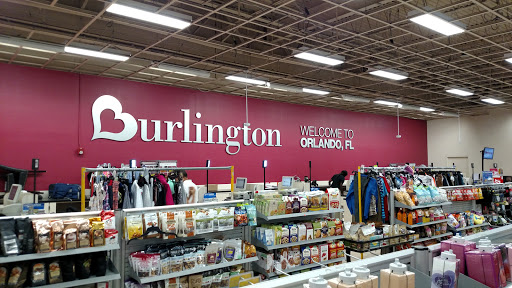 Burlington
WELCOME TO
ORLANDO, FL